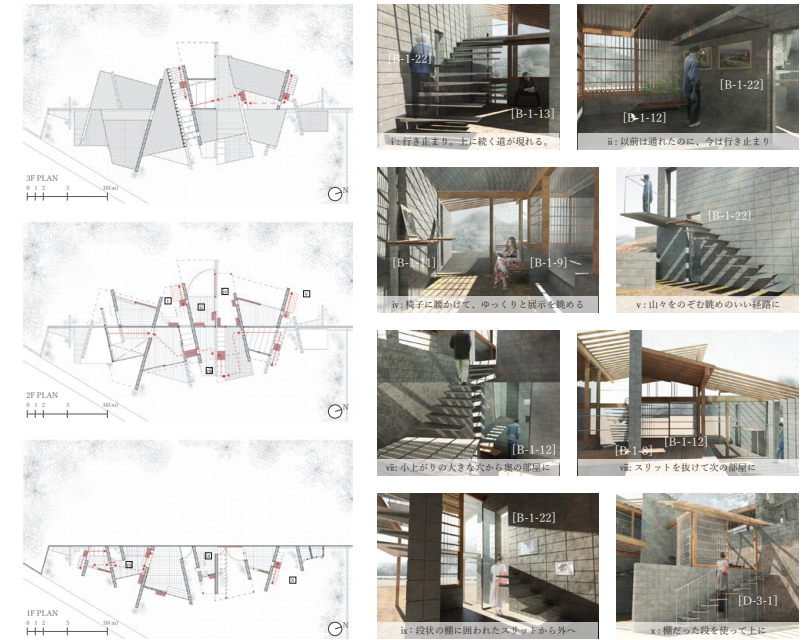 3F PLAN
0 1 2 5 10(m)
N
2F PLAN
0 1 2 5 10(m)
N
1F PLAN
0 1 2 5 10(m)
N
[B-1-22]
[B-1-13]
i : 行き止まり。上に続く道が現れる。
[B-1-22]
[B-1-12]
ii : 以前は通れたのに、今は行き止まり
[B-1-11]
[B-1-9]
iv : 椅子に腰かけて、ゆっくりと展示を眺める
[B-1-22]
v : 山々をのぞむ眺めのいい経路に
[B-1-12]
vii : 小上がりの大きな穴から奥の部屋に
[B-1-8]
[B-1-12]
viii : スリットを抜けて次の部屋に
[B-1-22]
ix : 段状の棚に囲われたスリットから外へ
[D-3-1]
x : 棚だった段を使って上に